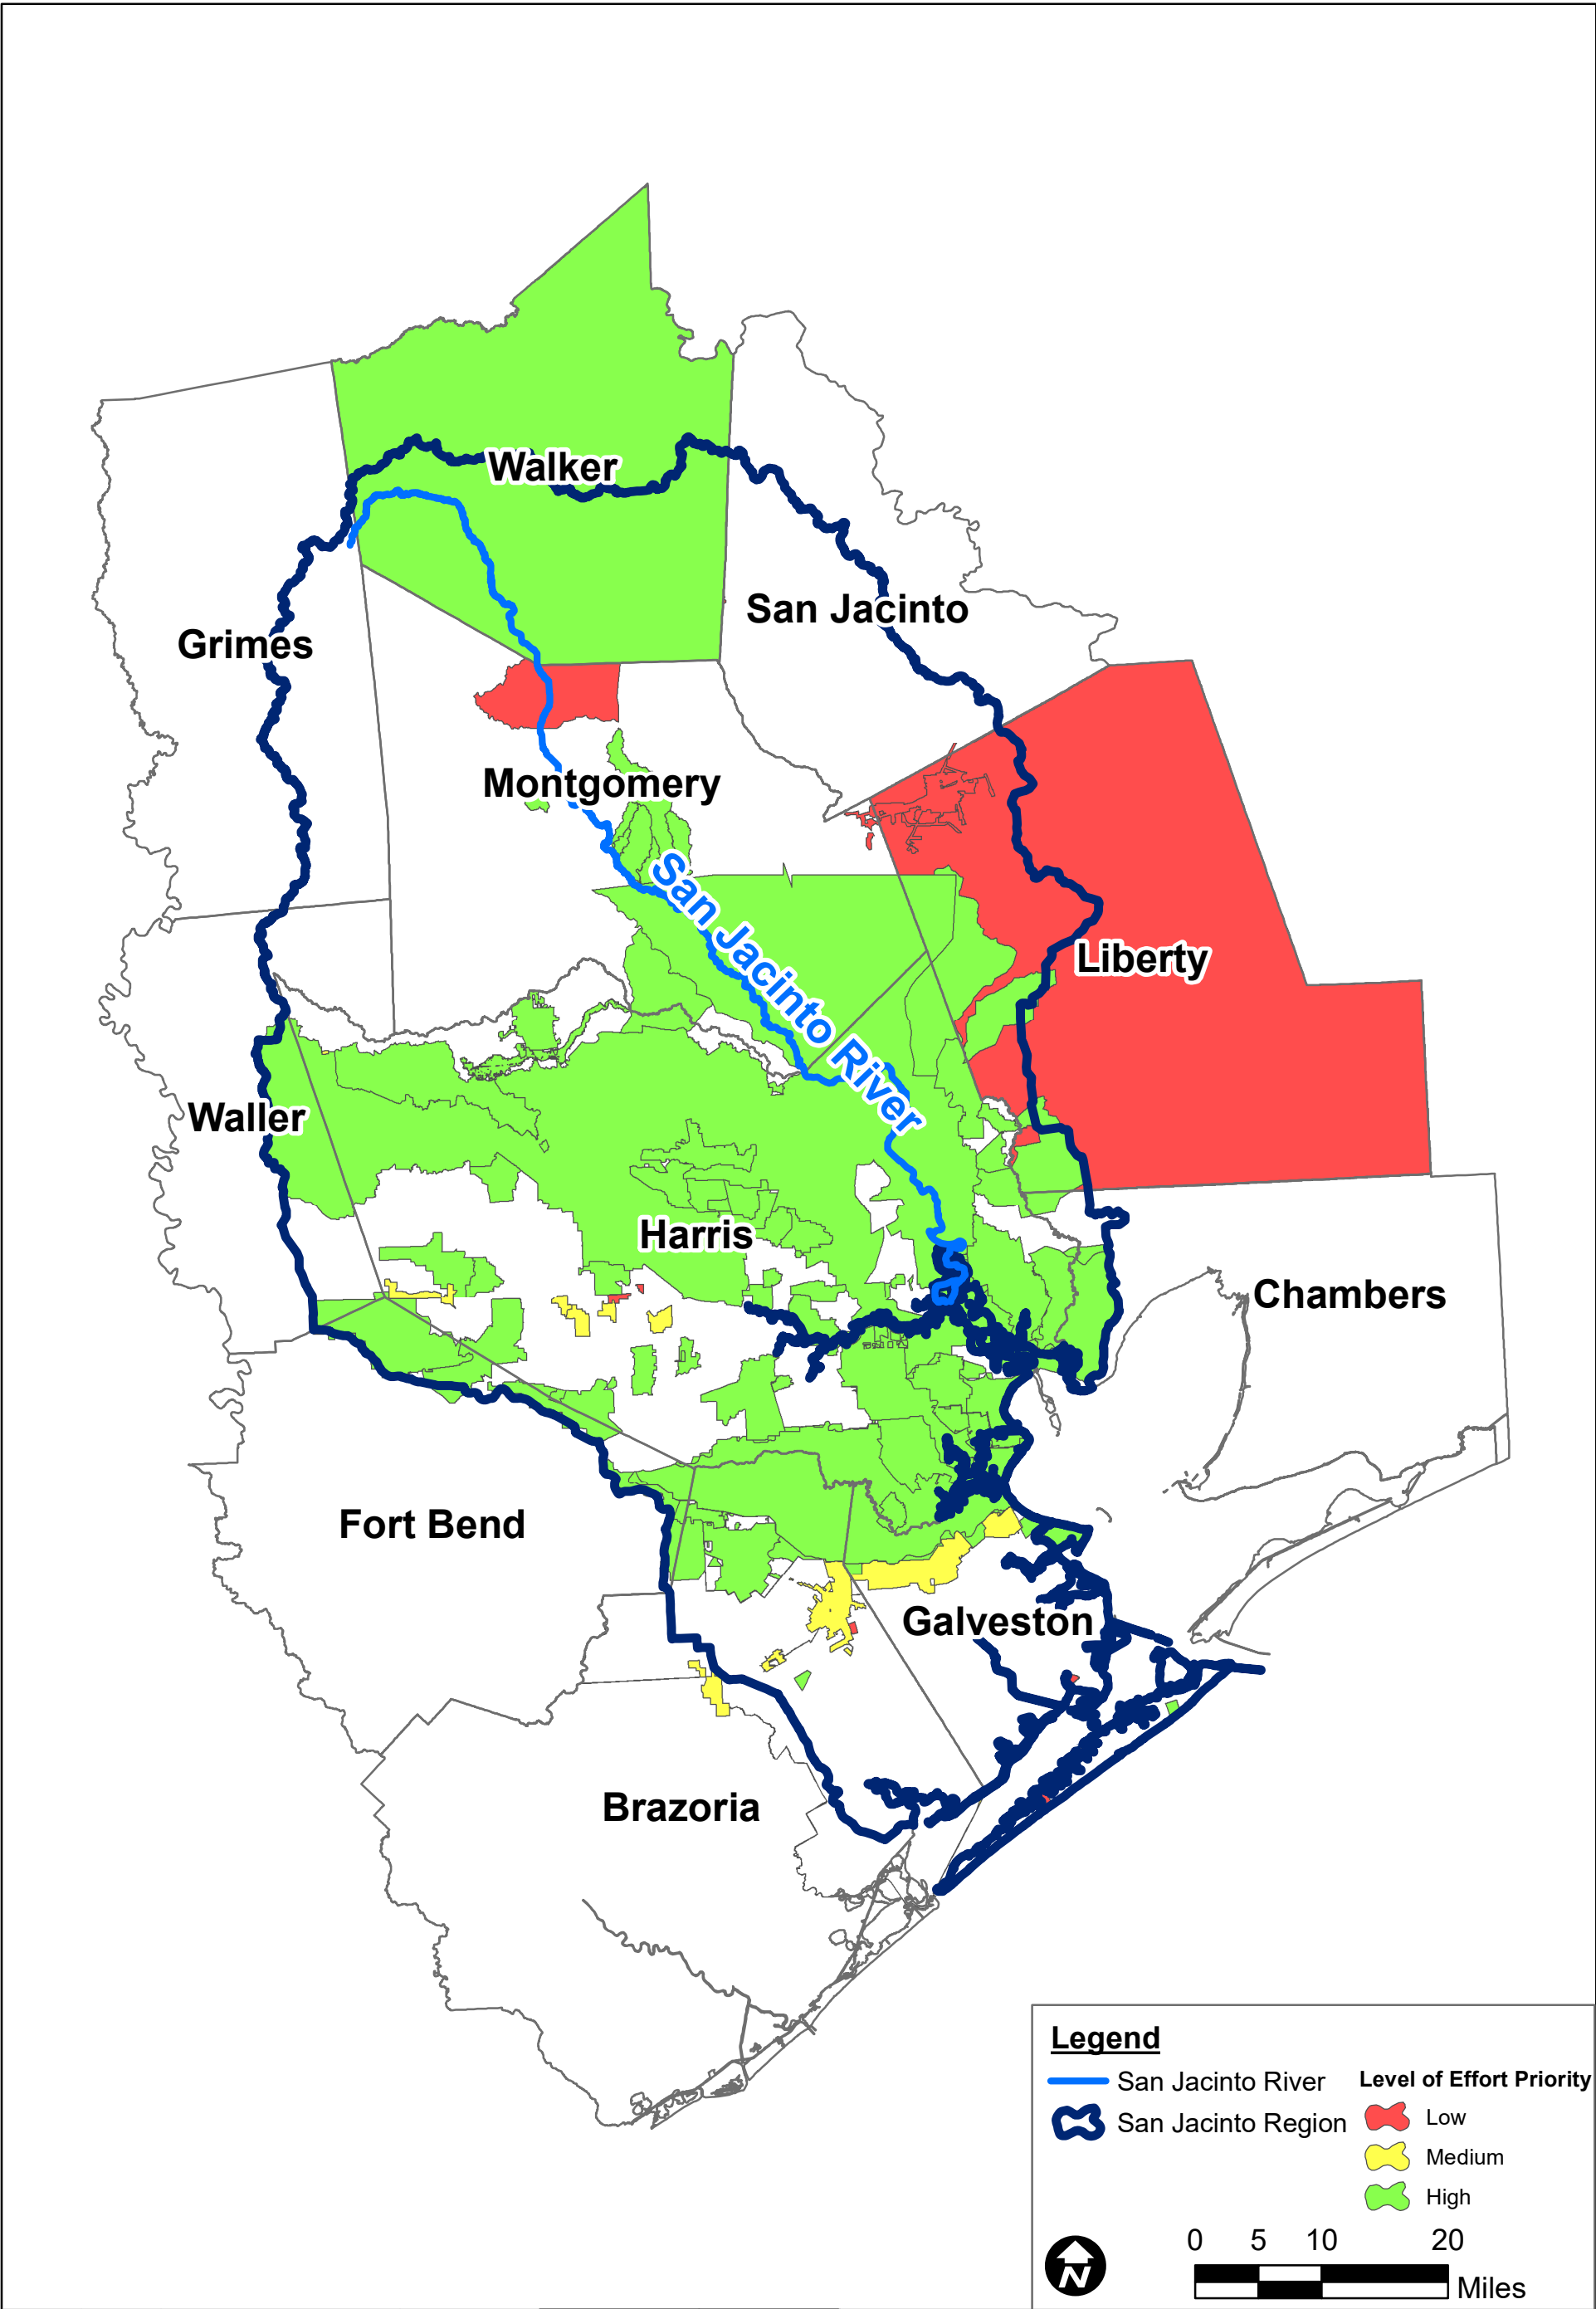 Walker
San Jacinto
Grimes
Montgomery
San Jacinto River
Liberty
Waller
Harris
Chambers
Fort Bend
Galveston
Brazoria
Legend
San Jacinto River
San Jacinto Region
Level of Effort Priority
Low
Medium
High
0 5 10 20
Miles
N